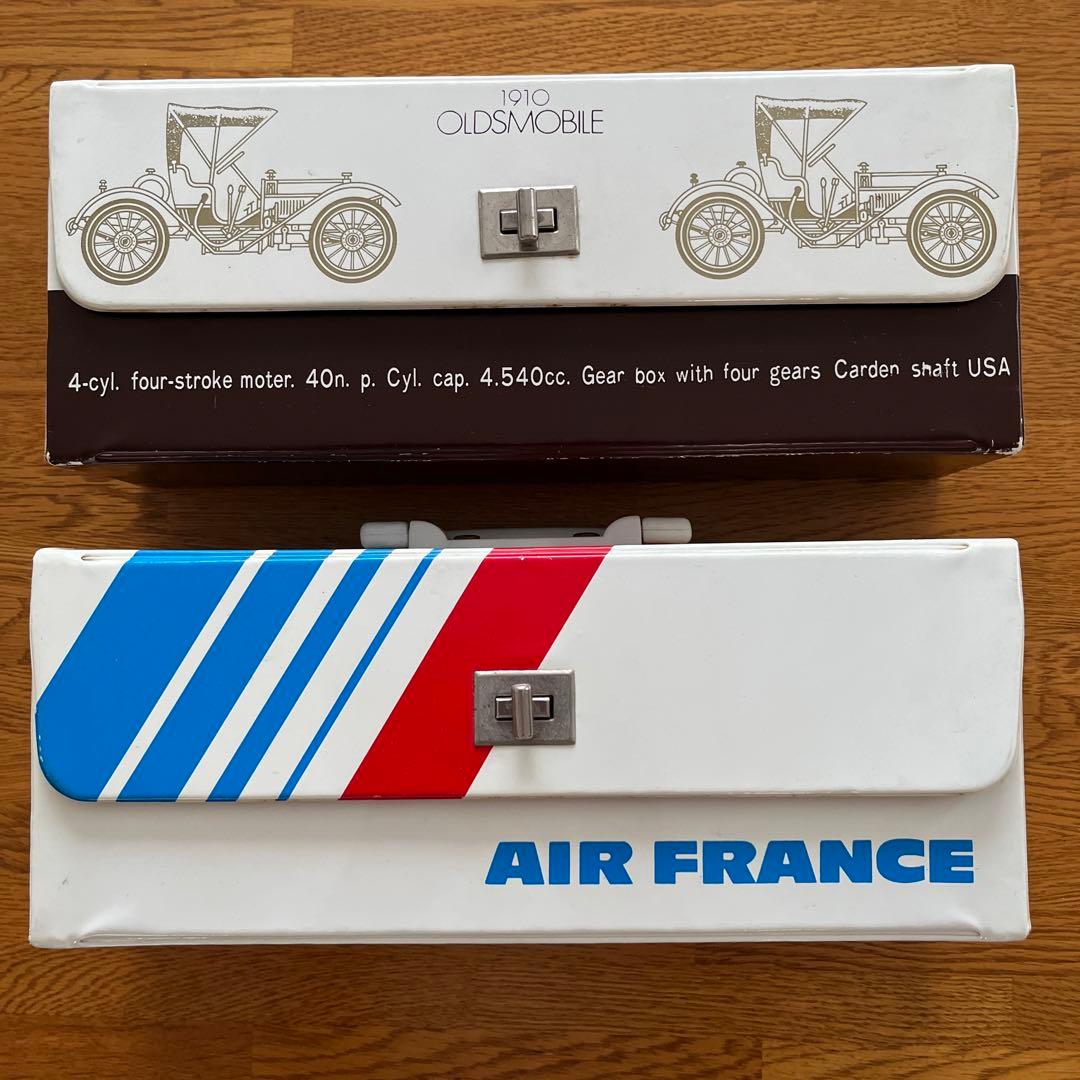 1910
OLDSMOBILE
4-cyl. four-stroke moter. 40n. p. Cyl. cap. 4.540cc. Gear box with four gears Carden shaft USA
AIR FRANCE